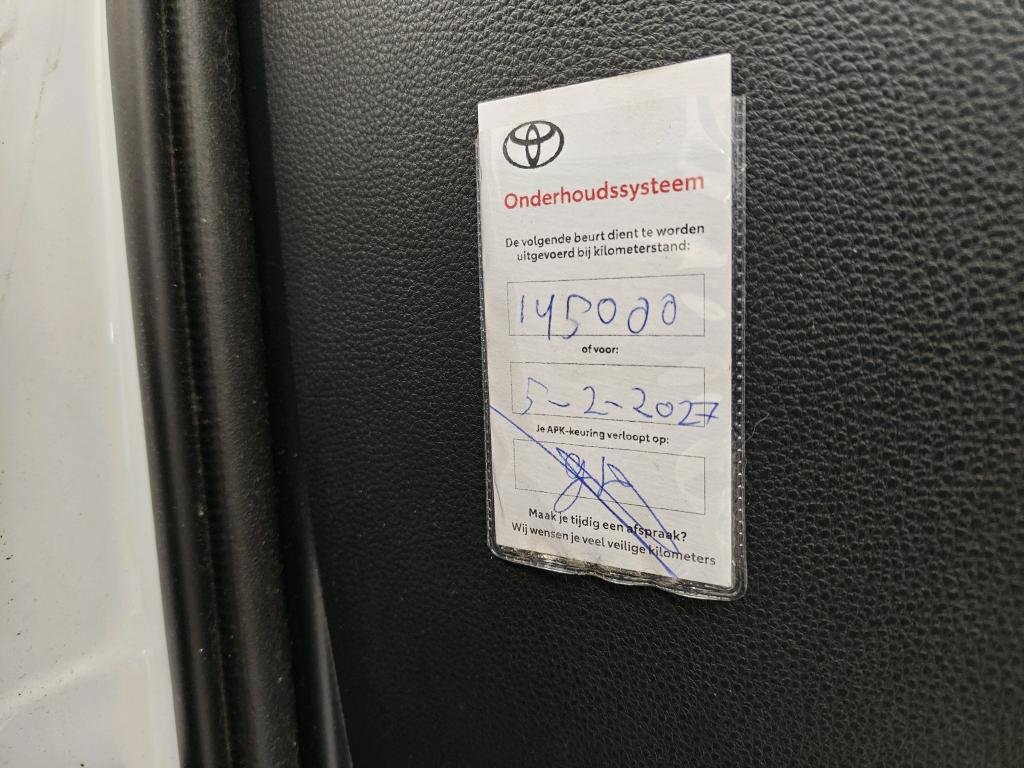 Onderhoudssysteem
De volgende beurt dient te worden
uitgevoerd bij kilometerstand:
145000
of voor:
5-2-2027
Je APK-keuring verloopt op:
Maak je tijdig een afspraak?
Wij wensen je veel veilige kilometers